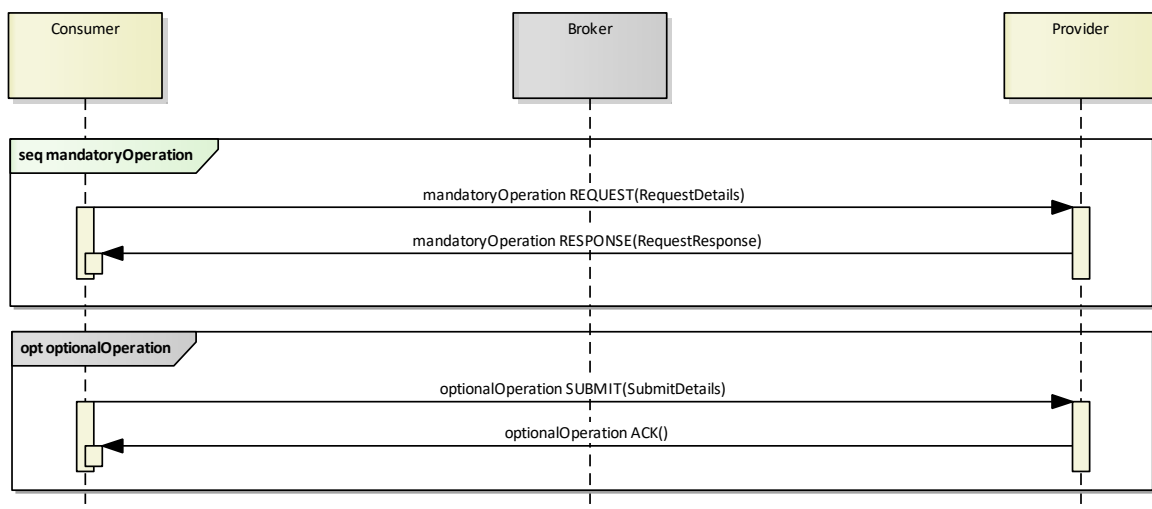 Consumer
Broker
Provider
seq mandatoryOperation
mandatoryOperation REQUEST(RequestDetails)
mandatoryOperation RESPONSE(RequestResponse)
opt optionalOperation
optionalOperation SUBMIT(SubmitDetails)
optionalOperation ACK()